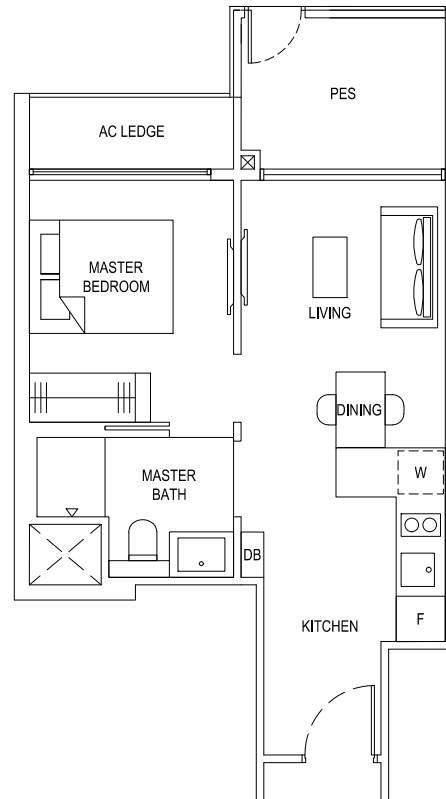 PES
AC LEDGE
MASTER
BEDROOM
LIVING
DINING
W
MASTER
BATH
DB
KITCHEN
F